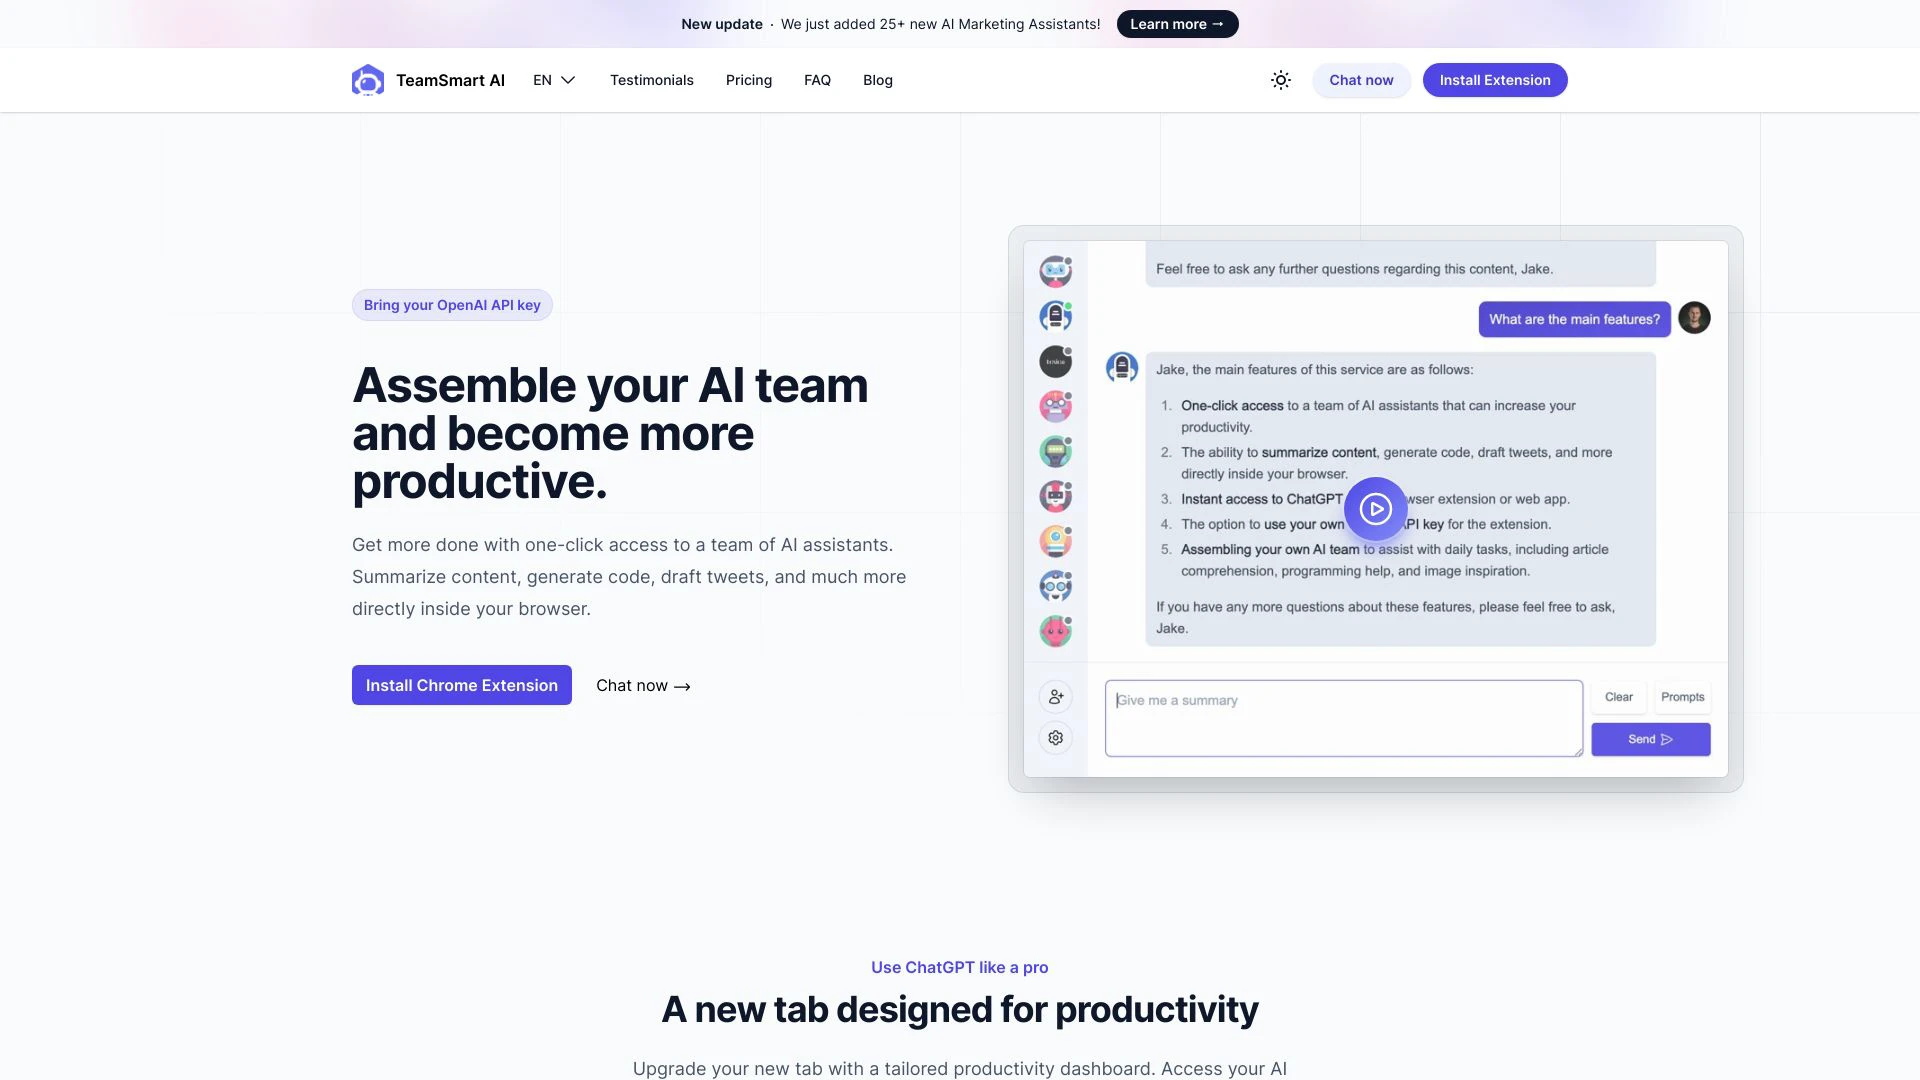 New update · We just added 25+ new AI Marketing Assistants! Learn more →
TeamSmart AI EN Testimonials Pricing FAQ Blog Chat now Install Extension
Bring your OpenAI API key
Assemble your AI team
and become more
productive.
Get more done with one-click access to a team of AI assistants.
Summarize content, generate code, draft tweets, and much more
directly inside your browser.
Install Chrome Extension Chat now →
Feel free to ask any further questions regarding this content, Jake.
What are the main features?
Jake, the main features of this service are as follows:
1. One-click access to a team of AI assistants that can increase your
productivity.
2. The ability to summarize content, generate code, draft tweets, and more
directly inside your browser.
3. Instant access to ChatGPT wser extension or web app.
4. The option to use your own API key for the extension.
5. Assembling your own AI team to assist with daily tasks, including article
comprehension, programming help, and image inspiration.
If you have any more questions about these features, please feel free to ask,
Jake.
Give me a summary
Clear Prompts
Send
Use ChatGPT like a pro
A new tab designed for productivity
Upgrade your new tab with a tailored productivity dashboard. Access your AI